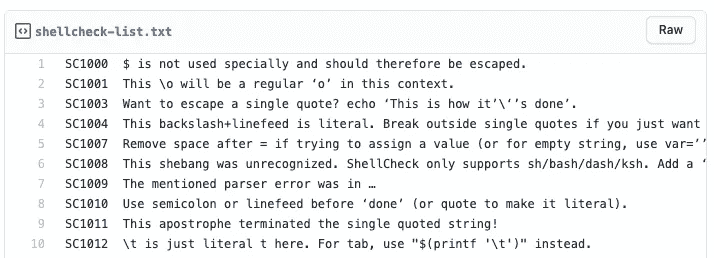 shellcheck-list.txt
Raw
1 SC1000 $ is not used specially and should therefore be escaped.
2 SC1001 This \o will be a regular ‘o’ in this context.
3 SC1003 Want to escape a single quote? echo ‘This is how it’\‘’s done’.
4 SC1004 This backslash+linefeed is literal. Break outside single quotes if you just want
5 SC1007 Remove space after = if trying to assign a value (or for empty string, use var=’’
6 SC1008 This shebang was unrecognized. ShellCheck only supports sh/bash/dash/ksh. Add a ‘
7 SC1009 The mentioned parser error was in …
8 SC1010 Use semicolon or linefeed before ‘done’ (or quote to make it literal).
9 SC1011 This apostrophe terminated the single quoted string!
10 SC1012 \t is just literal t here. For tab, use "$(printf '\t')" instead.